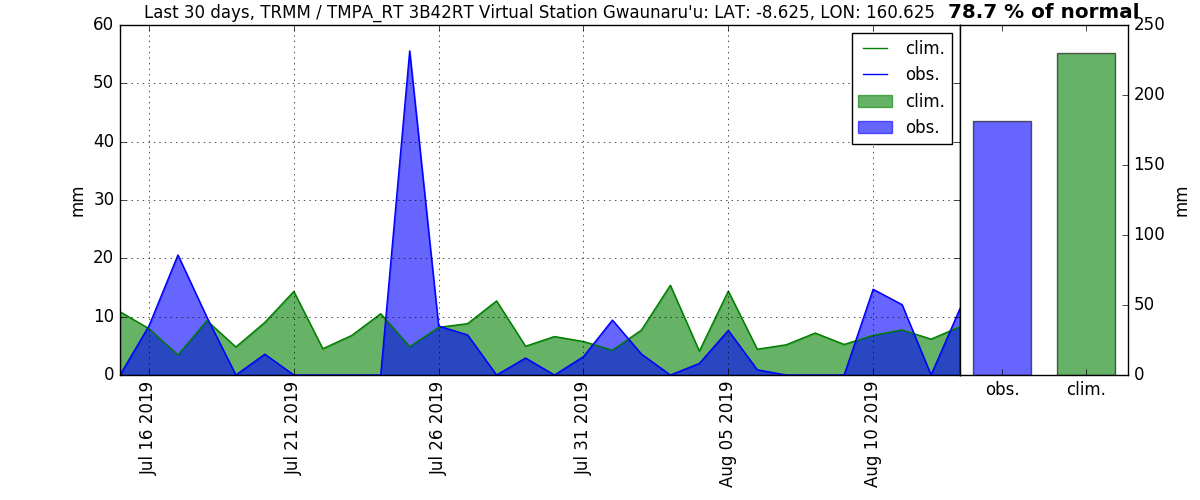 Last 30 days, TRMM / TMPA_RT 3B42RT Virtual Station Gwaunaru'u: LAT: -8.625, LON: 160.625
78.7 % of normal
60
50
40
30
20
10
0
mm
clim.
obs.
clim.
obs.
Jul 16 2019
Jul 21 2019
Jul 26 2019
Jul 31 2019
Aug 05 2019
Aug 10 2019
250
200
150
100
50
0
mm
obs.
clim.